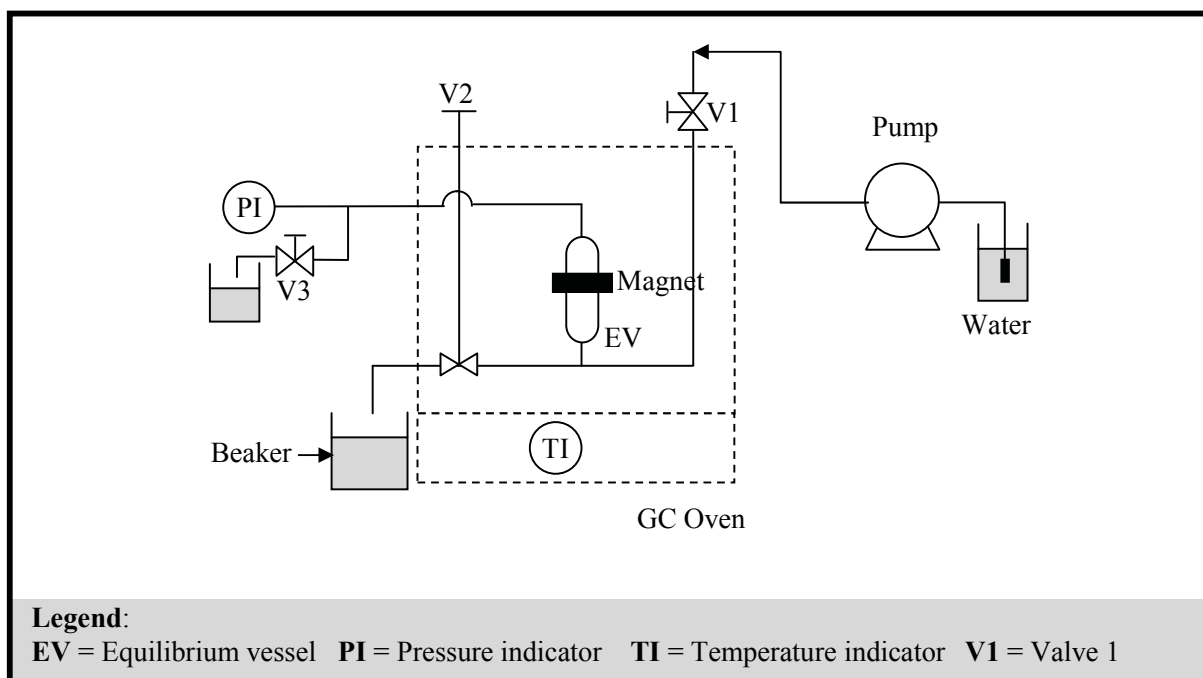 V2
V1
Pump
PI
Magnet
V3
EV
Water
Beaker
TI
GC Oven
Legend:
EV = Equilibrium vessel PI = Pressure indicator TI = Temperature indicator V1 = Valve 1